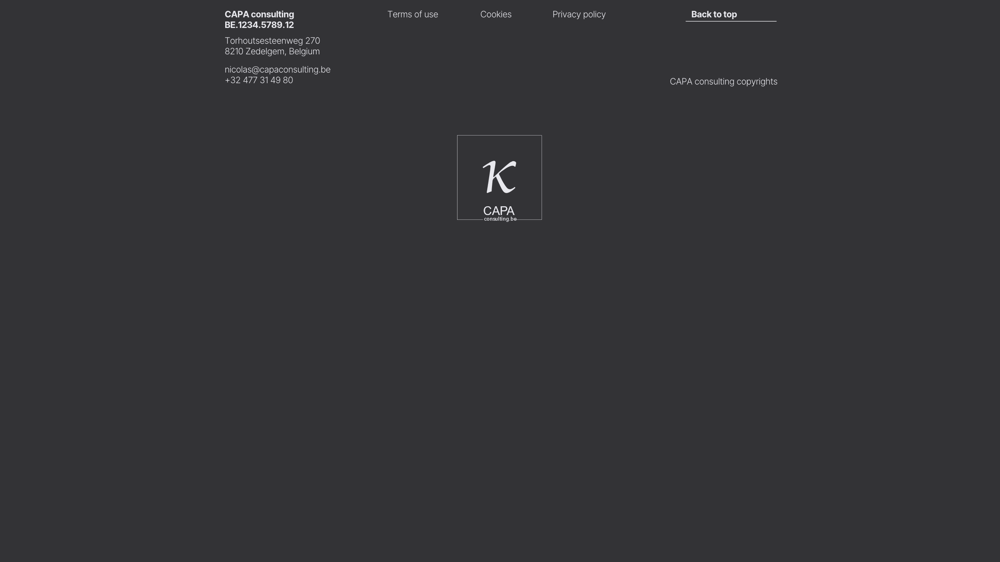 CAPA consulting
BE.1234.5789.12
Torhoutsesteenweg 270
8210 Zedelgem, Belgium
nicolas@capaconsulting.be
+32 477 31 49 80
Terms of use
Cookies
Privacy policy
Back to top
CAPA consulting copyrights
K
CAPA
consulting.be